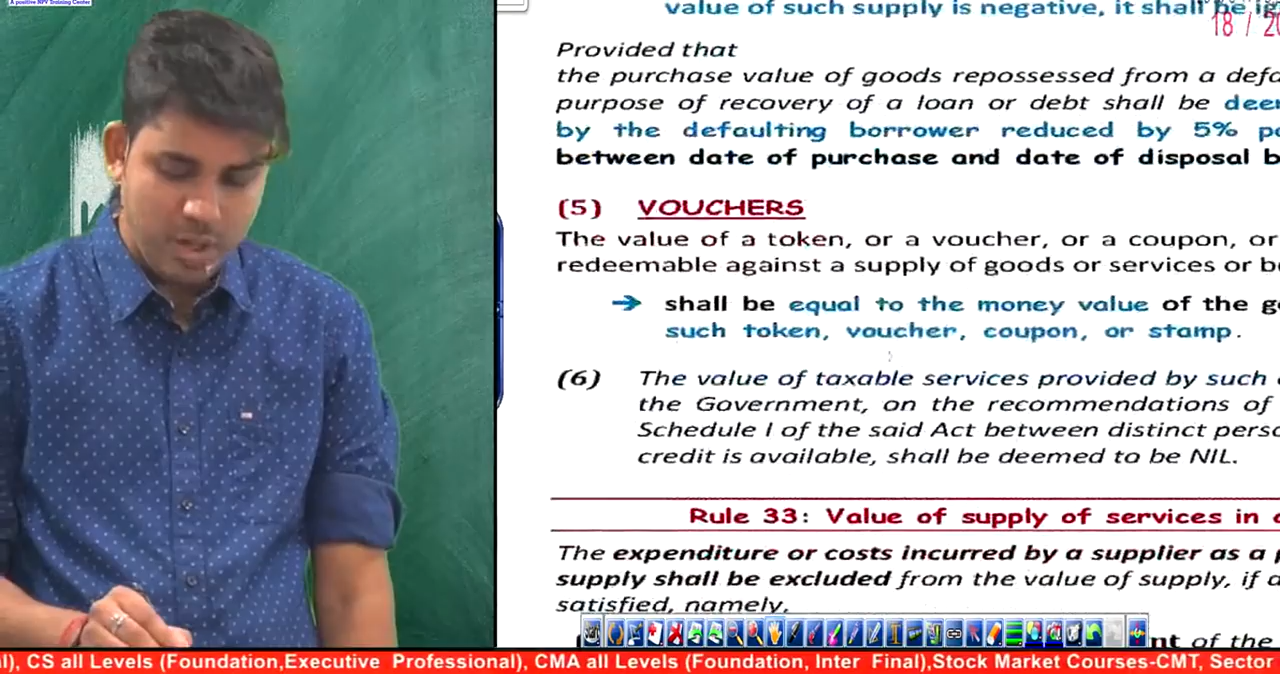 A positive NPV Training Center
value of such supply is negative, it shall be
18 / 20
Provided that
the purchase value of goods repossessed from a
purpose of recovery of a loan or debt shall be
by the defaulting borrower reduced by 5%
between date of purchase and date of disposal
(5) VOUCHERS
The value of a token, or a voucher, or a coupon, or
redeemable against a supply of goods or services or
→ shall be equal to the money value of the
such token, voucher, coupon, or stamp.
(6) The value of taxable services provided by such
the Government, on the recommendations of
Schedule I of the said Act between distinct
credit is available, shall be deemed to be NIL.
Rule 33: Value of supply of services in
The expenditure or costs incurred by a supplier as a
supply shall be excluded from the value of supply, if
satisfied, namely,
of the
), CS all Levels (Foundation,Executive Professional), CMA all Levels (Foundation, Inter Final),Stock Market Courses-CMT, Sector